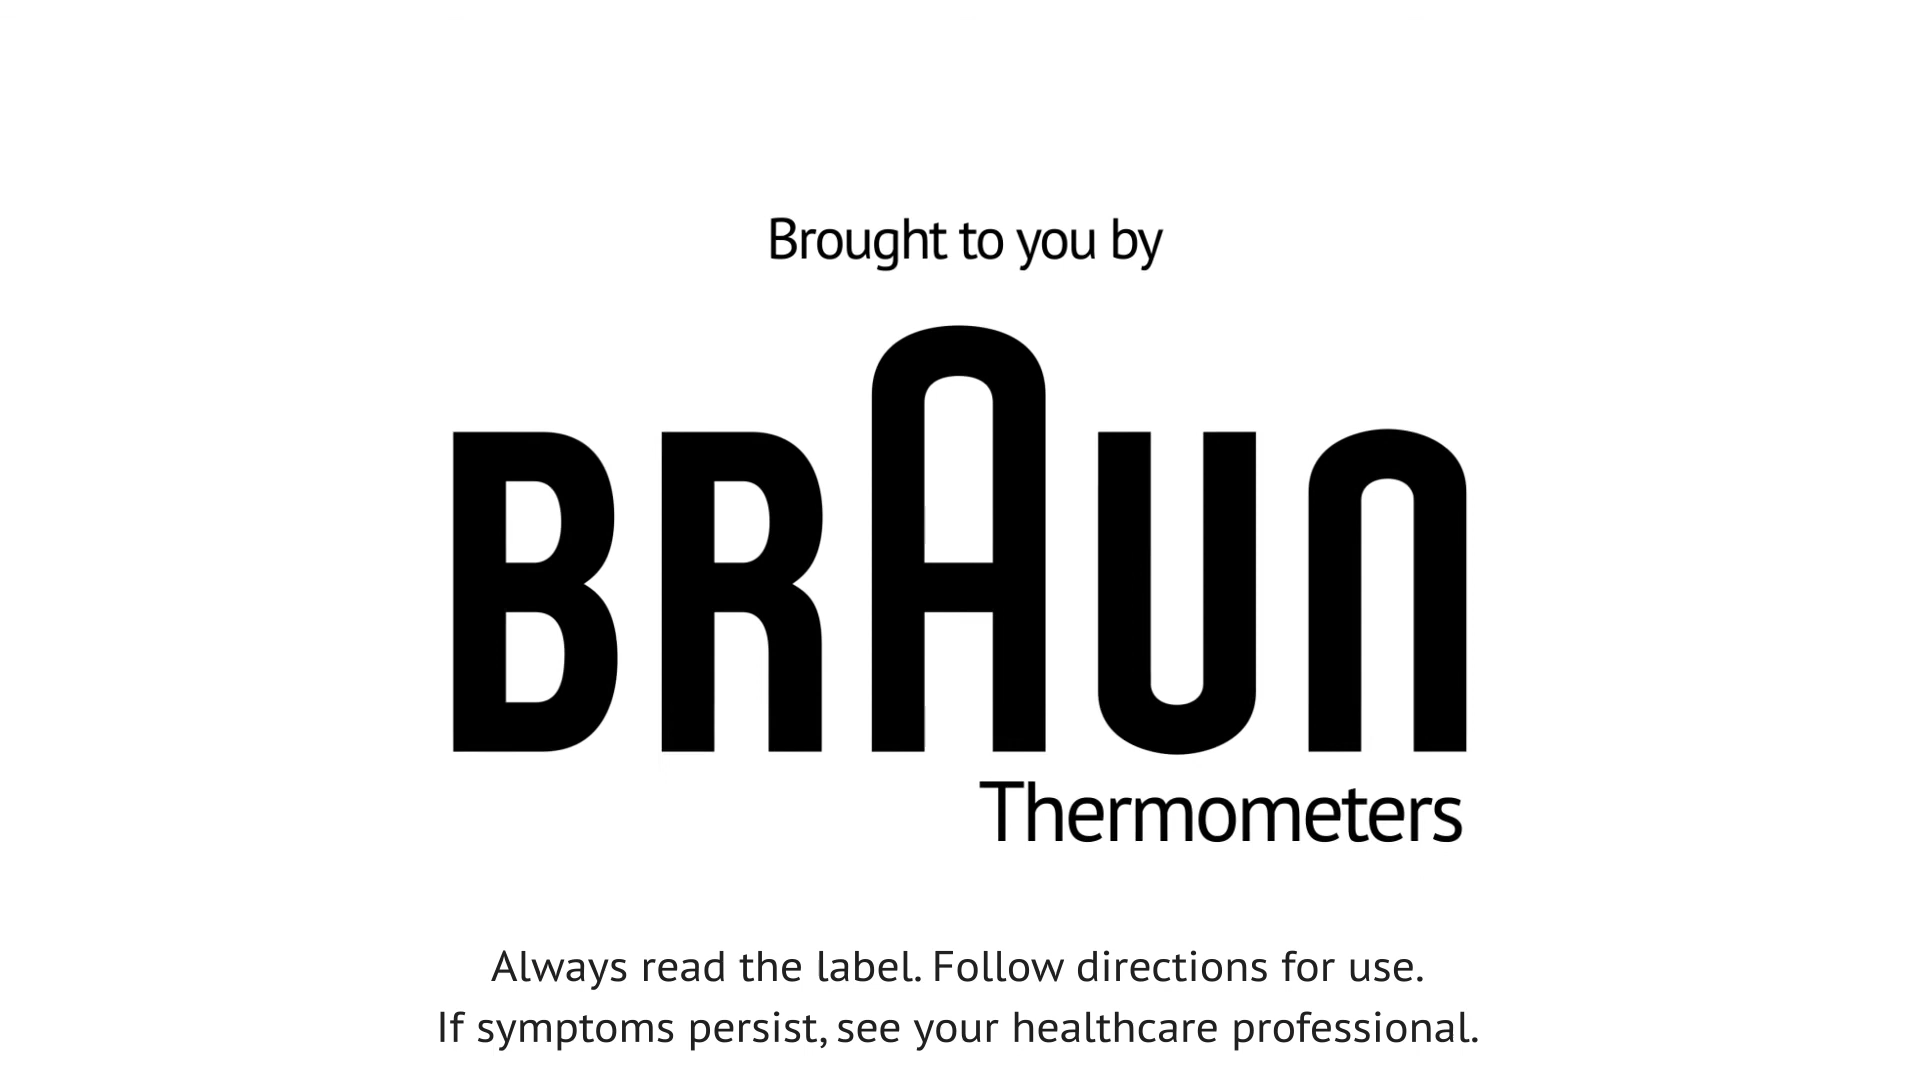 Brought to you by
BRAUN
Thermometers
Always read the label. Follow directions for use.
If symptoms persist, see your healthcare professional.